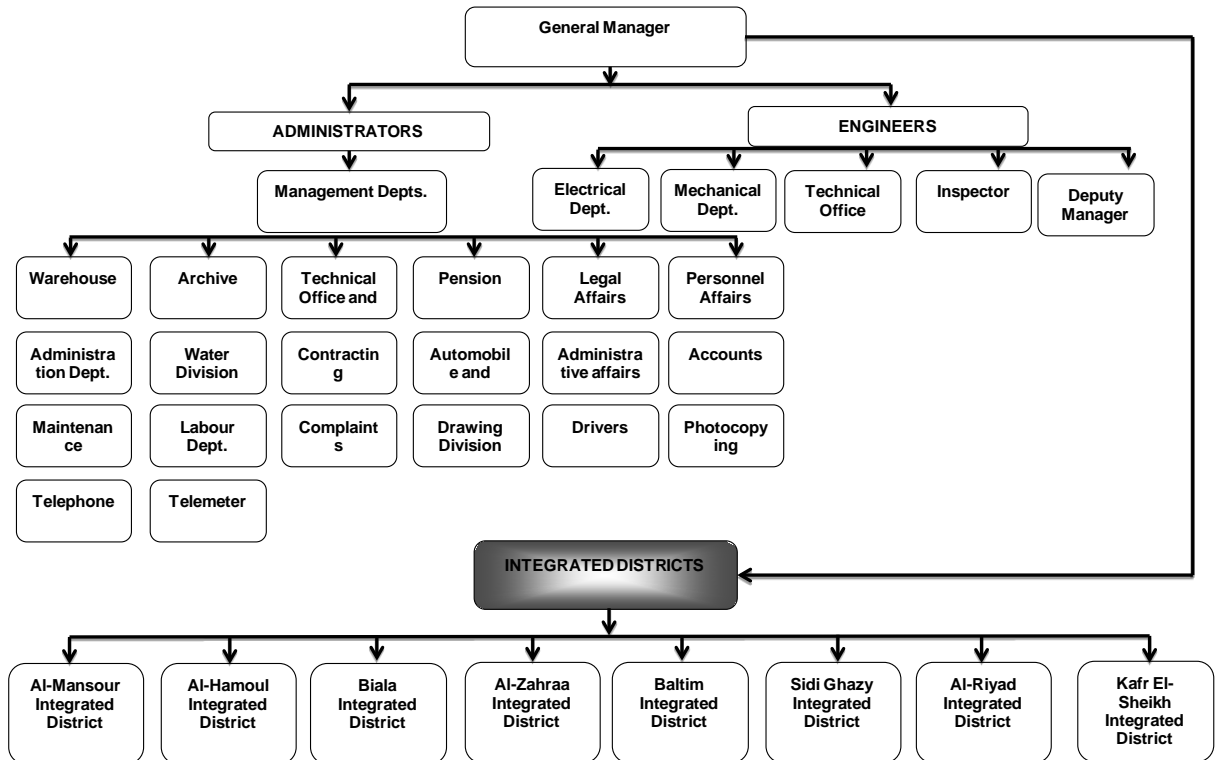 General Manager
ADMINISTRATORS
ENGINEERS
Management Depts.
Electrical
Dept.
Mechanical
Dept.
Technical
Office
Inspector
Deputy
Manager
Warehouse
Archive
Technical
Office and
Pension
Legal
Affairs
Personnel
Affairs
Administra
tion Dept.
Water
Division
Contractin
g
Automobil
e and
Administra
tive affairs
Accounts
Maintenan
ce
Labour
Dept.
Complaint
s
Drawing
Division
Drivers
Photocopy
ing
Telephone
Telemeter
INTEGRATED DISTRICTS
Al-Mansour
Integrated
District
Al-Hamoul
Integrated
District
Biala
Integrated
District
Al-Zahraa
Integrated
District
Baltim
Integrated
District
Sidi Ghazy
Integrated
District
Al-Riyad
Integrated
District
Kafr El-
Sheikh
Integrated
District